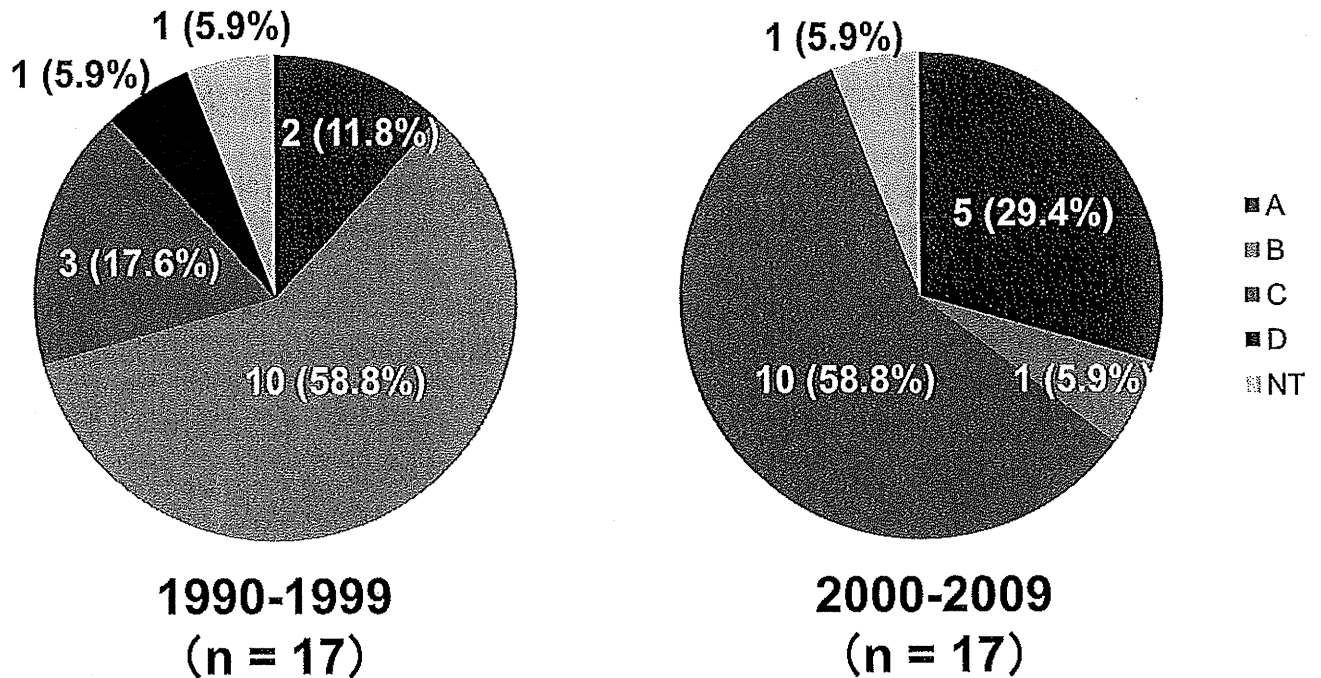 1 (5.9%)
1 (5.9%)
2 (11.8%)
3 (17.6%)
10 (58.8%)
1990-1999
（n = 17）
1 (5.9%)
5 (29.4%)
10 (58.8%)
1 (5.9%)
2000-2009
（n = 17）
A
B
C
D
NT